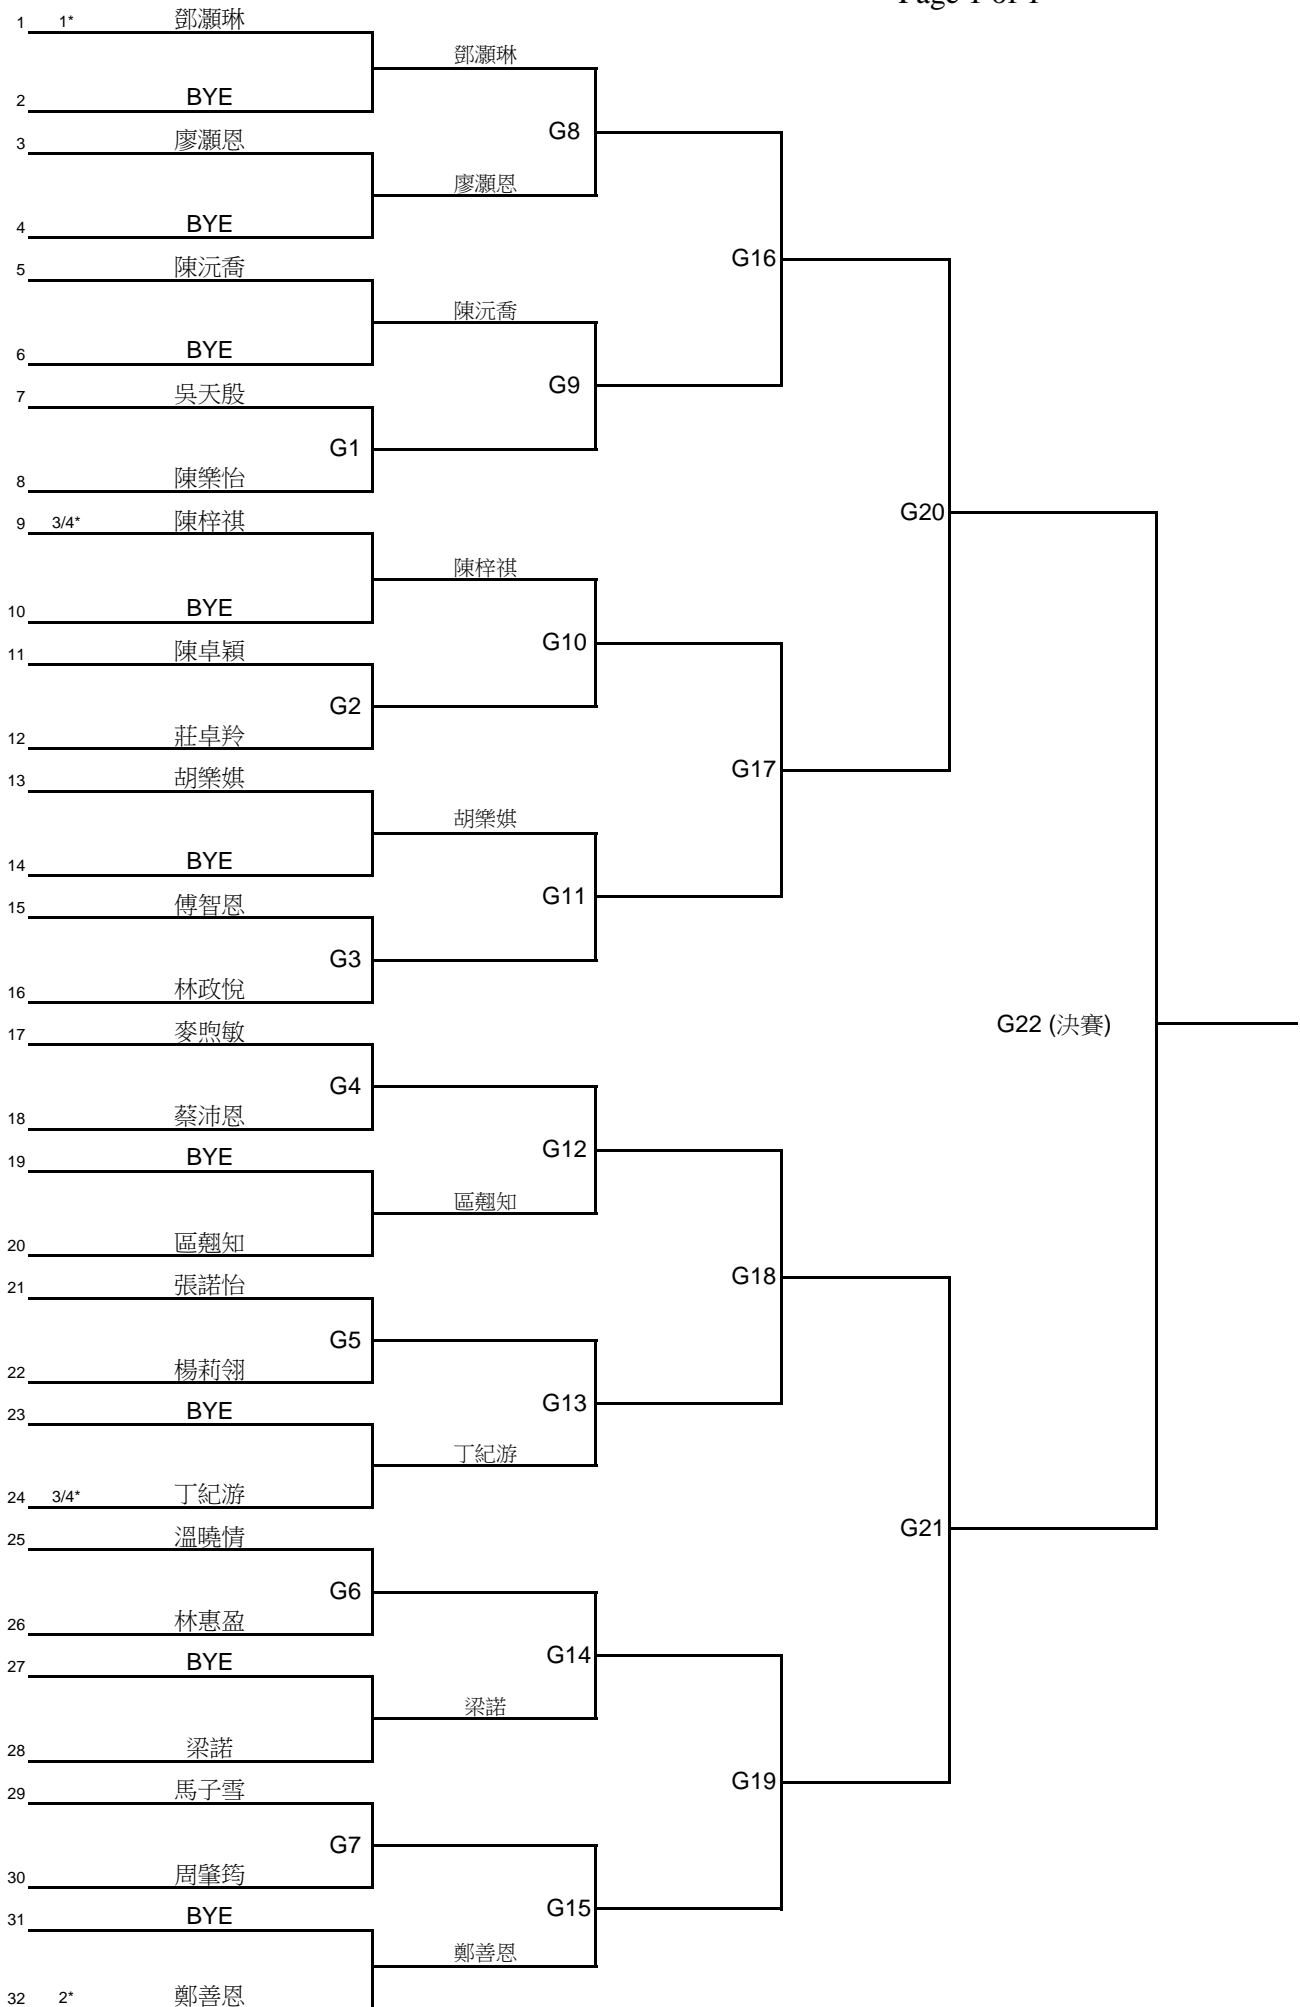 Page 1 of 1
1 1* 鄧灝琳
鄧灝琳
2 BYE
G8
3 廖灝恩
廖灝恩
4 BYE
G16
5 陳沅喬
陳沅喬
6 BYE
G9
7 吳天殷
G1
8 陳樂怡
G20
9 3/4* 陳梓祺
陳梓祺
10 BYE
G10
11 陳卓穎
G2
12 莊卓羚
G17
13 胡樂娸
胡樂娸
14 BYE
G11
15 傅智恩
G3
16 林政悅
G22 (決賽)
17 麥煦敏
G4
18 蔡沛恩
G12
19 BYE
區翹知
20 區翹知
G18
21 張諾怡
G5
22 楊莉翎
G13
23 BYE
丁紀游
24 3/4* 丁紀游
G21
25 溫曉情
G6
26 林惠盈
G14
27 BYE
梁諾
28 梁諾
G19
29 馬子雪
G7
30 周肇筠
G15
31 BYE
鄭善恩
32 2* 鄭善恩